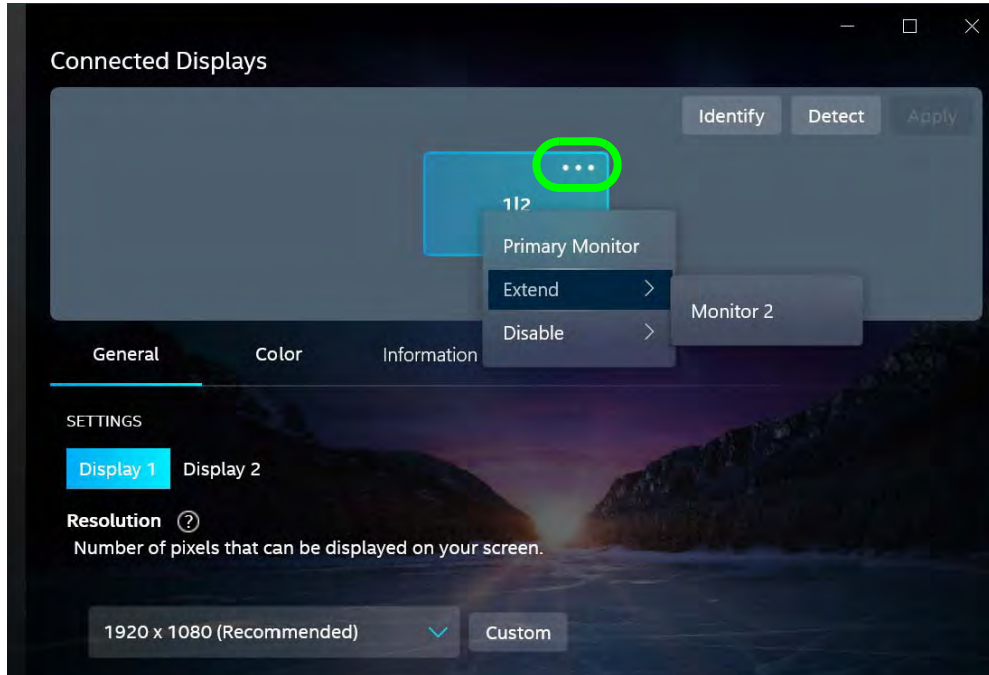 Connected Displays
Identify Detect Apply
1|2
Primary Monitor
Extend
Monitor 2
Disable
General Color Information
SETTINGS
Display 1 Display 2
Resolution ?
Number of pixels that can be displayed on your screen.
1920 x 1080 (Recommended) Custom